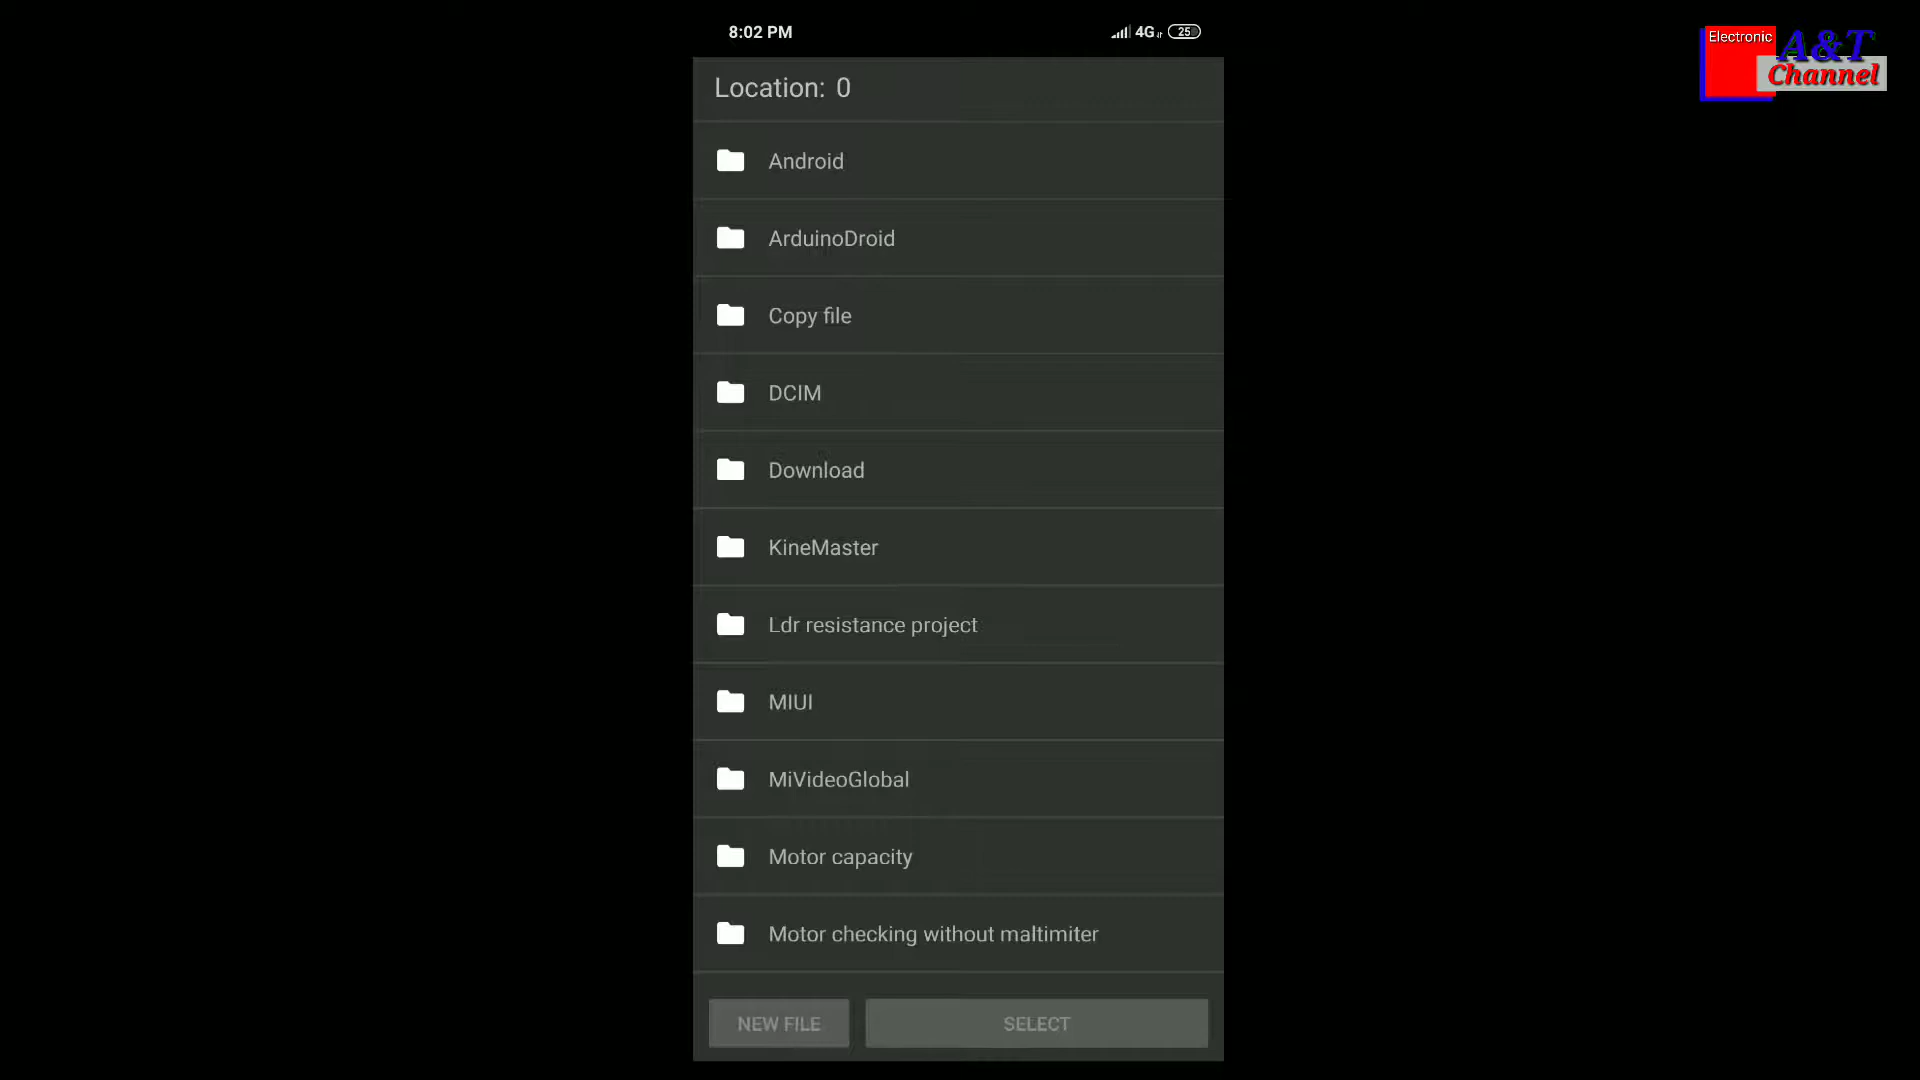 8:02 PM
4G 25
Electronic
A&T
Channel
Location: 0
Android
ArduinoDroid
Copy file
DCIM
Download
KineMaster
Ldr resistance project
MIUI
MiVideoGlobal
Motor capacity
Motor checking without maltimiter
NEW FILE
SELECT